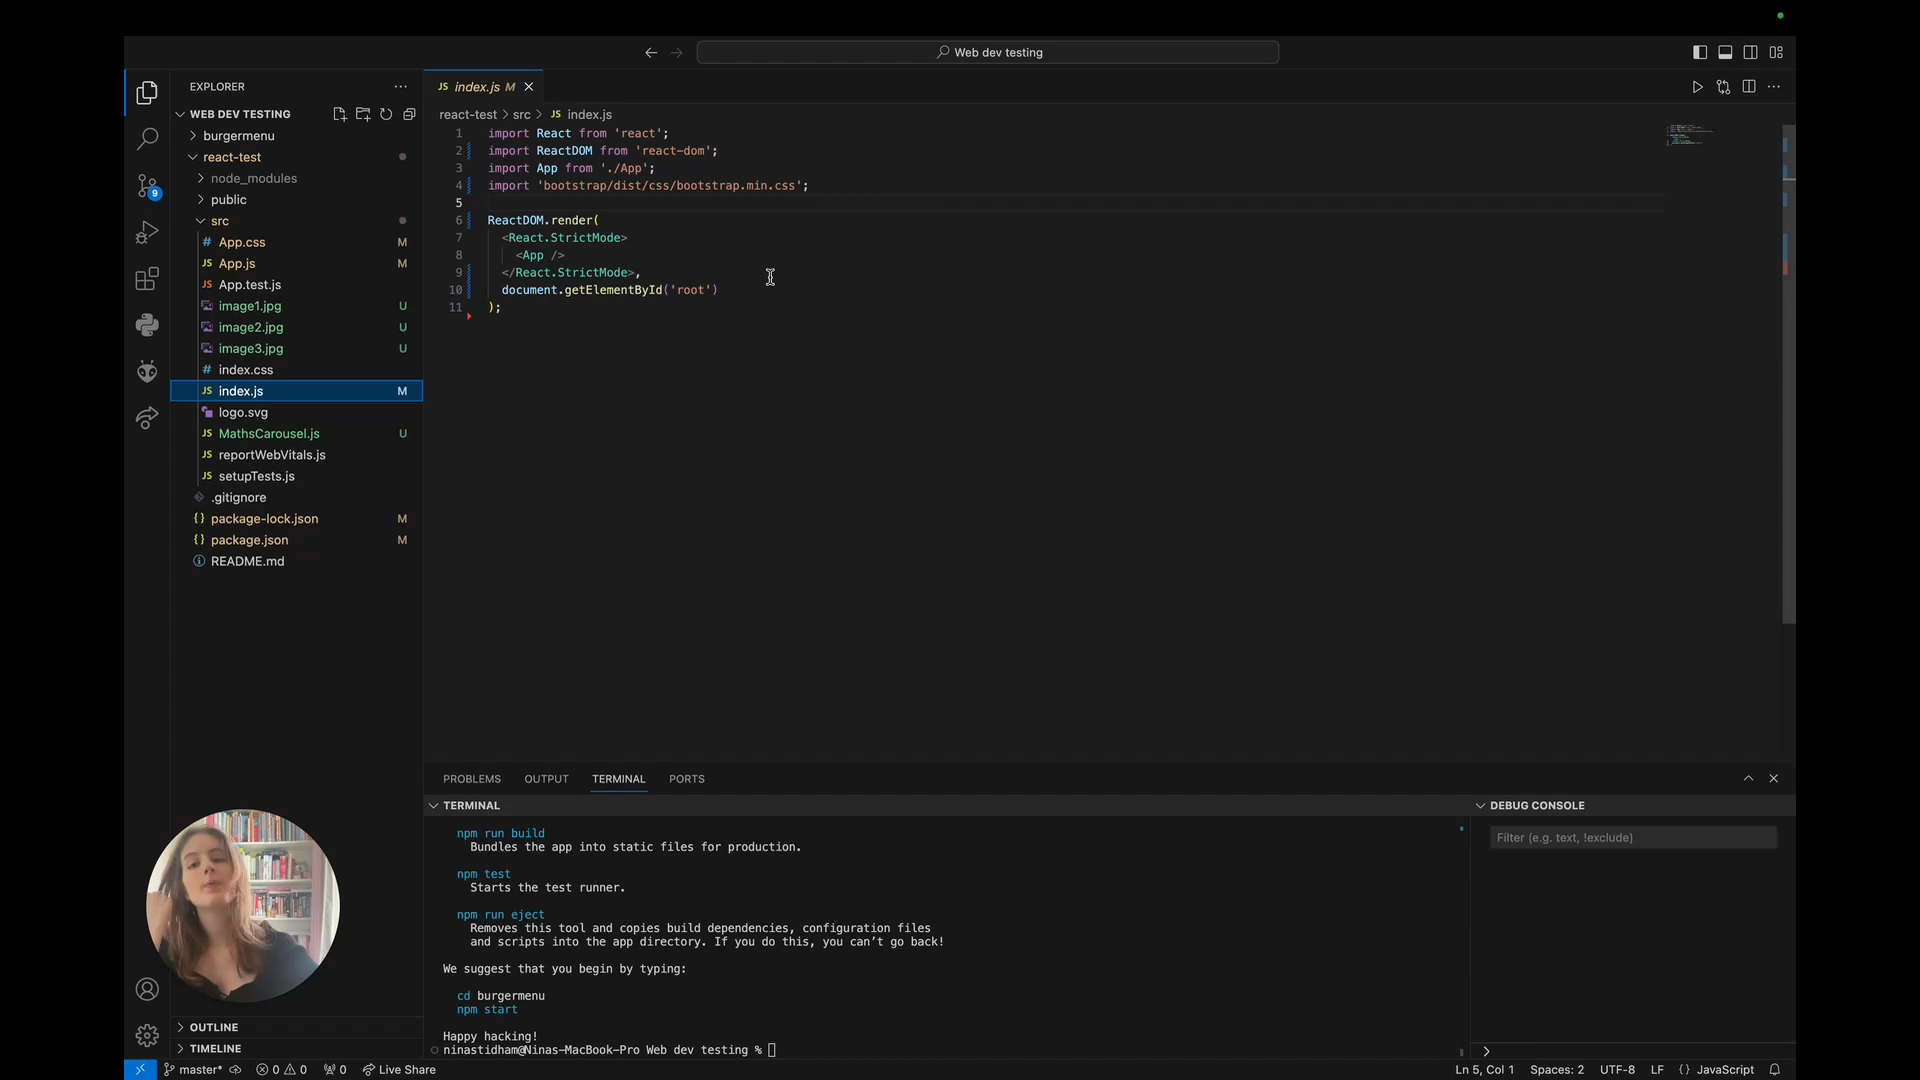 Web dev testing
EXPLORER
WEB DEV TESTING
burgermenu
react-test
node_modules
public
src
# App.css M
JS App.js M
JS App.test.js
image1.jpg U
image2.jpg U
image3.jpg U
# index.css
JS index.js M
logo.svg
JS MathsCarousel.js U
JS reportWebVitals.js
JS setupTests.js
.gitignore
{} package-lock.json M
{} package.json M
README.md
9
OUTLINE
TIMELINE
JS index.js M
react-test > src > JS index.js
1 import React from 'react';
2 import ReactDOM from 'react-dom';
3 import App from './App';
4 import 'bootstrap/dist/css/bootstrap.min.css';
5
6 ReactDOM.render(
7 <React.StrictMode>
8 <App />
9 </React.StrictMode>,
10 document.getElementById('root')
11 );
PROBLEMS OUTPUT TERMINAL PORTS
TERMINAL
npm run build
Bundles the app into static files for production.
npm test
Starts the test runner.
npm run eject
Removes this tool and copies build dependencies, configuration files
and scripts into the app directory. If you do this, you can’t go back!
We suggest that you begin by typing:
cd burgermenu
npm start
Happy hacking!
ninastidham@Ninas-MacBook-Pro Web dev testing %
DEBUG CONSOLE
Filter (e.g. text, !exclude)
master* 0 0 0 Live Share
Ln 5, Col 1 Spaces: 2 UTF-8 LF {} JavaScript